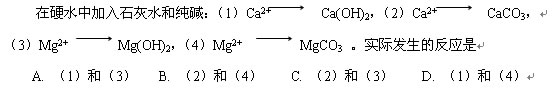 在硬水中加入石灰水和纯碱：（1）Ca²⁺ ⟶ Ca(OH)₂，（2）Ca²⁺ ⟶ CaCO₃，
（3）Mg²⁺ ⟶ Mg(OH)₂，（4）Mg²⁺ ⟶ MgCO₃ 。实际发生的反应是↵
A. （1）和（3） B. （2）和（4） C. （2）和（3） D. （1）和（4）↵